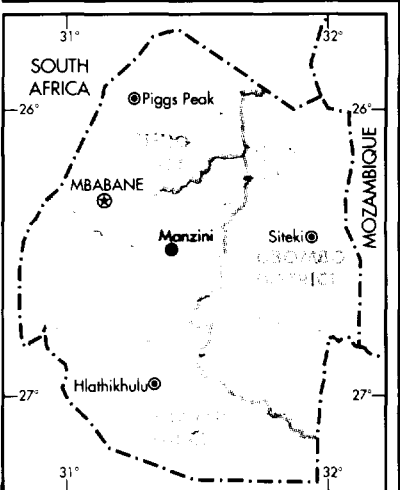 31° 32°
SOUTH
AFRICA
26° 26°
Piggs Peak
MBABANE
MOZAMBIQUE
Manzini
Siteki
27° 27°
Hlathikhulu
31° 32°